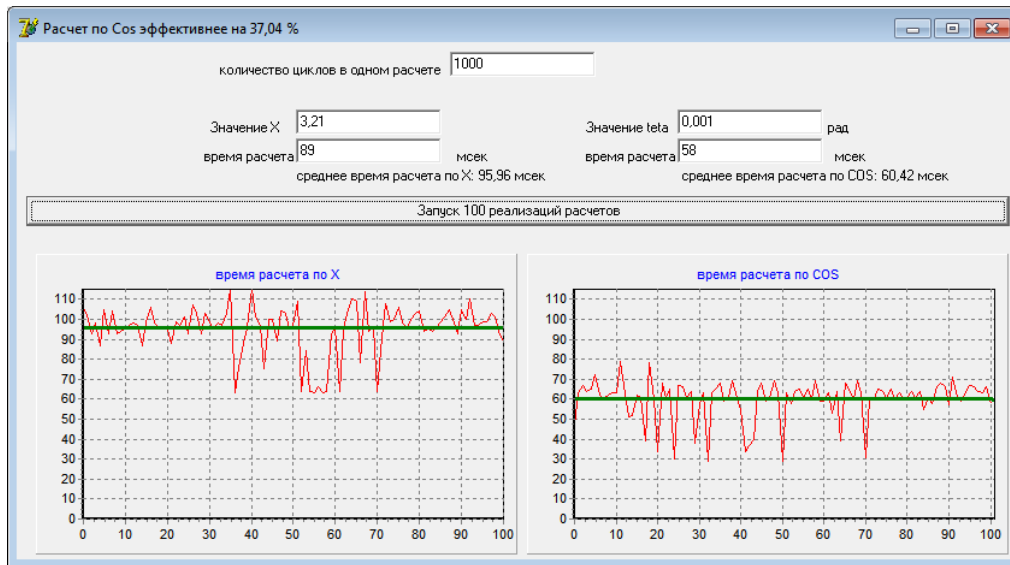 Расчет по Cos эффективнее на 37,04 %
количество циклов в одном расчете 1000
Значение X 3,21
Значение teta 0,001 рад
время расчета 89 мсек
время расчета 58 мсек
среднее время расчета по X: 95,96 мсек
среднее время расчета по COS: 60,42 мсек
Запуск 100 реализаций расчетов
время расчета по X
110
100
90
80
70
60
50
40
30
20
10
0
0 10 20 30 40 50 60 70 80 90 100
время расчета по COS
110
100
90
80
70
60
50
40
30
20
10
0
0 10 20 30 40 50 60 70 80 90 100